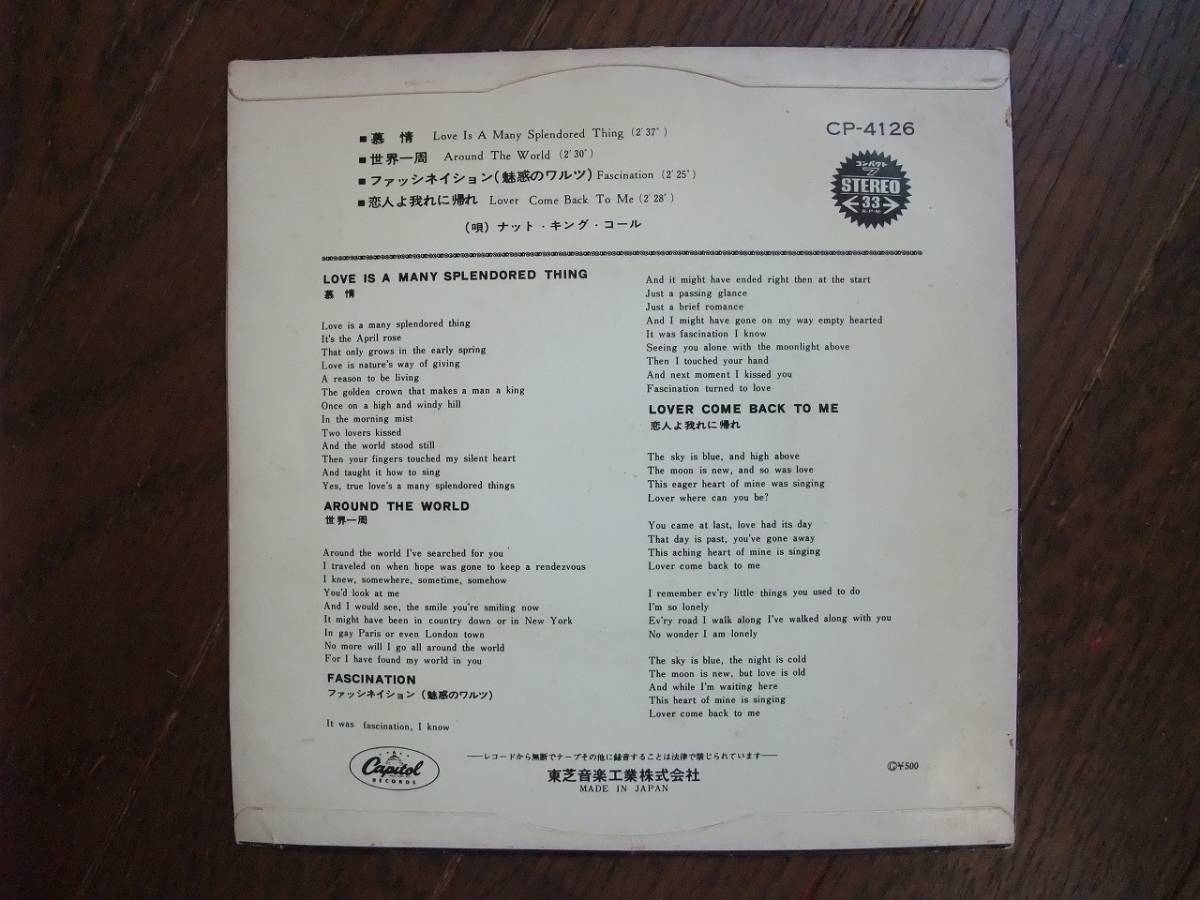 ■ 慕 情 Love Is A Many Splendored Thing (2'37")
■ 世界一周 Around The World (2'30")
■ ファッシネイション(魅惑のワルツ) Fascination (2'25")
■ 恋人よ我れに帰れ Lover Come Back To Me (2'28")
(唄) ナット・キング・コール
CP-4126
コンパクト
STEREO
33
R・P・M
LOVE IS A MANY SPLENDORED THING
慕 情
Love is a many splendored thing
It's the April rose
That only grows in the early spring
Love is nature's way of giving
A reason to be living
The golden crown that makes a man a king
Once on a high and windy hill
In the morning mist
Two lovers kissed
And the world stood still
Then your fingers touched my silent heart
And taught it how to sing
Yes, true love's a many splendored things
AROUND THE WORLD
世界一周
Around the world I've searched for you
I traveled on when hope was gone to keep a rendezvous
I knew, somewhere, sometime, somehow
You'd look at me
And I would see, the smile you're smiling now
It might have been in country down or in New York
In gay Paris or even London town
No more will I go all around the world
For I have found my world in you
FASCINATION
ファッシネイション (魅惑のワルツ)
It was fascination, I know
And it might have ended right then at the start
Just a passing glance
Just a brief romance
And I might have gone on my way empty hearted
It was fascination I know
Seeing you alone with the moonlight above
Then I touched your hand
And next moment I kissed you
Fascination turned to love
LOVER COME BACK TO ME
恋人よ我れに帰れ
The sky is blue, and high above
The moon is new, and so was love
This eager heart of mine was singing
Lover where can you be?
You came at last, love had its day
That day is past, you've gone away
This aching heart of mine is singing
Lover come back to me
I remember ev'ry little things you used to do
I'm so lonely
Ev'ry road I walk along I've walked along with you
No wonder I am lonely
The sky is blue, the night is cold
The moon is new, but love is old
And while I'm waiting here
This heart of mine is singing
Lover come back to me
Capitol
RECORDS
——レコードから無断でテープその他に録音することは法律で禁じられています——
東芝音楽工業株式会社
MADE IN JAPAN
Ⓖ¥500